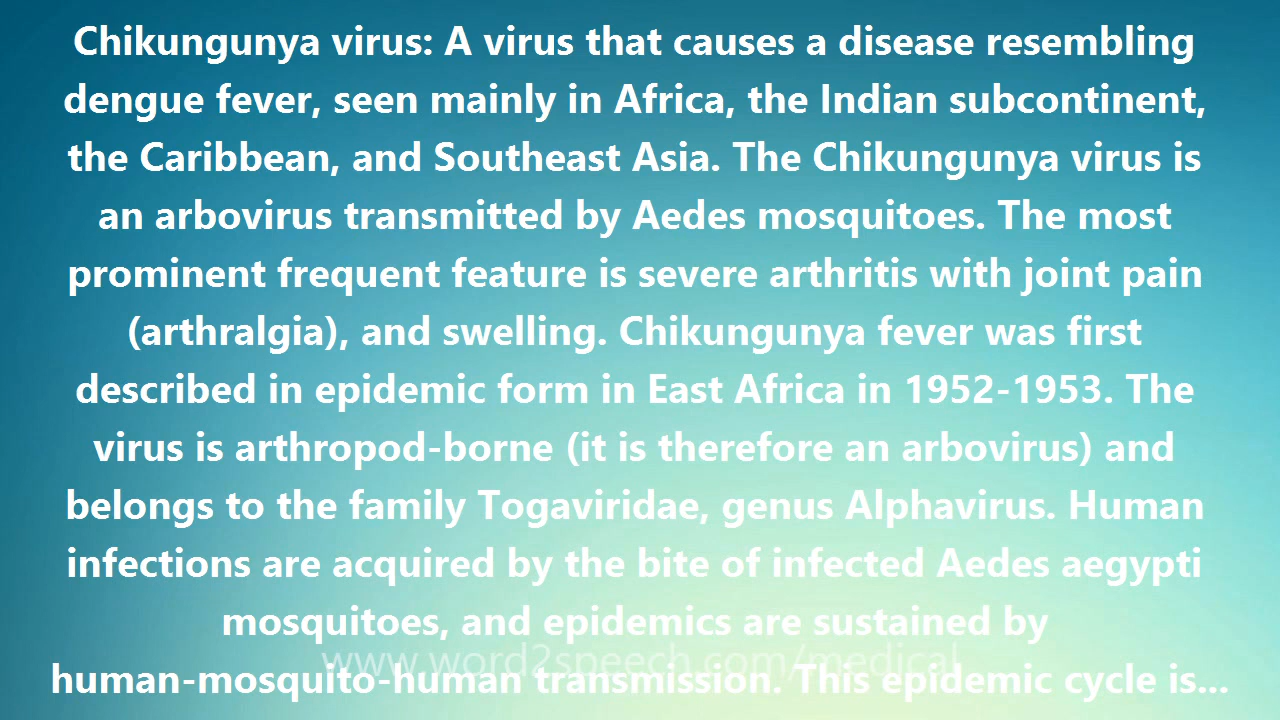 Chikungunya virus: A virus that causes a disease resembling
dengue fever, seen mainly in Africa, the Indian subcontinent,
the Caribbean, and Southeast Asia. The Chikungunya virus is
an arbovirus transmitted by Aedes mosquitoes. The most
prominent frequent feature is severe arthritis with joint pain
(arthralgia), and swelling. Chikungunya fever was first
described in epidemic form in East Africa in 1952-1953. The
virus is arthropod-borne (it is therefore an arbovirus) and
belongs to the family Togaviridae, genus Alphavirus. Human
infections are acquired by the bite of infected Aedes aegypti
mosquitoes, and epidemics are sustained by
www.word2speech.com/medical
human-mosquito-human transmission. This epidemic cycle is...